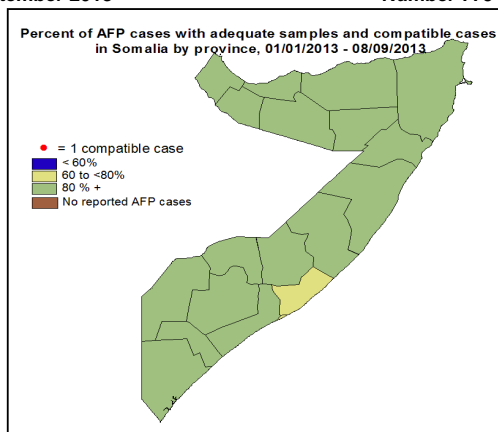 Percent of AFP cases with adequate samples and compatible cases
in Somalia by province, 01/01/2013 - 08/09/2013
= 1 compatible case
< 60%
60 to <80%
80 % +
No reported AFP cases